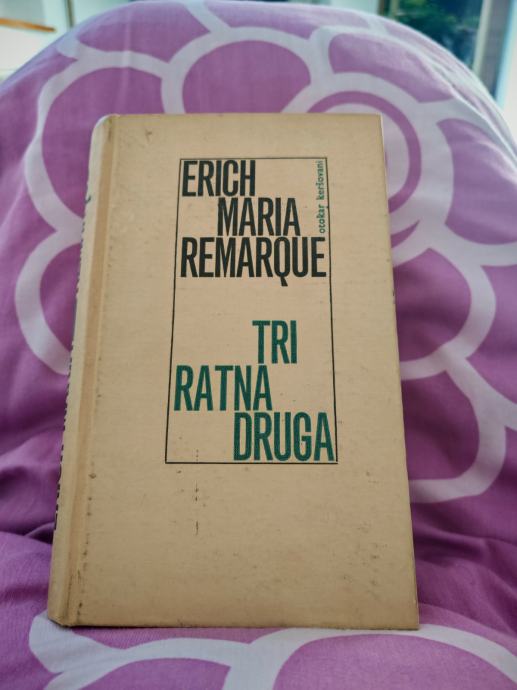 ERICH
MARIA
REMARQUE
otokar keršovani
TRI
RATNA
DRUGA